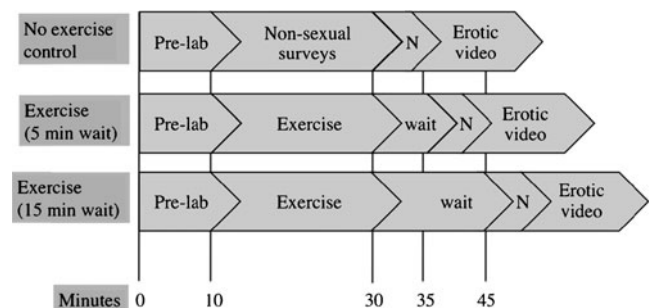 No exercise
control
Pre-lab
Non-sexual
surveys
N
Erotic
video
Exercise
(5 min wait)
Pre-lab
Exercise
wait
N
Erotic
video
Exercise
(15 min wait)
Pre-lab
Exercise
wait
N
Erotic
video
Minutes 0 10 30 35 45